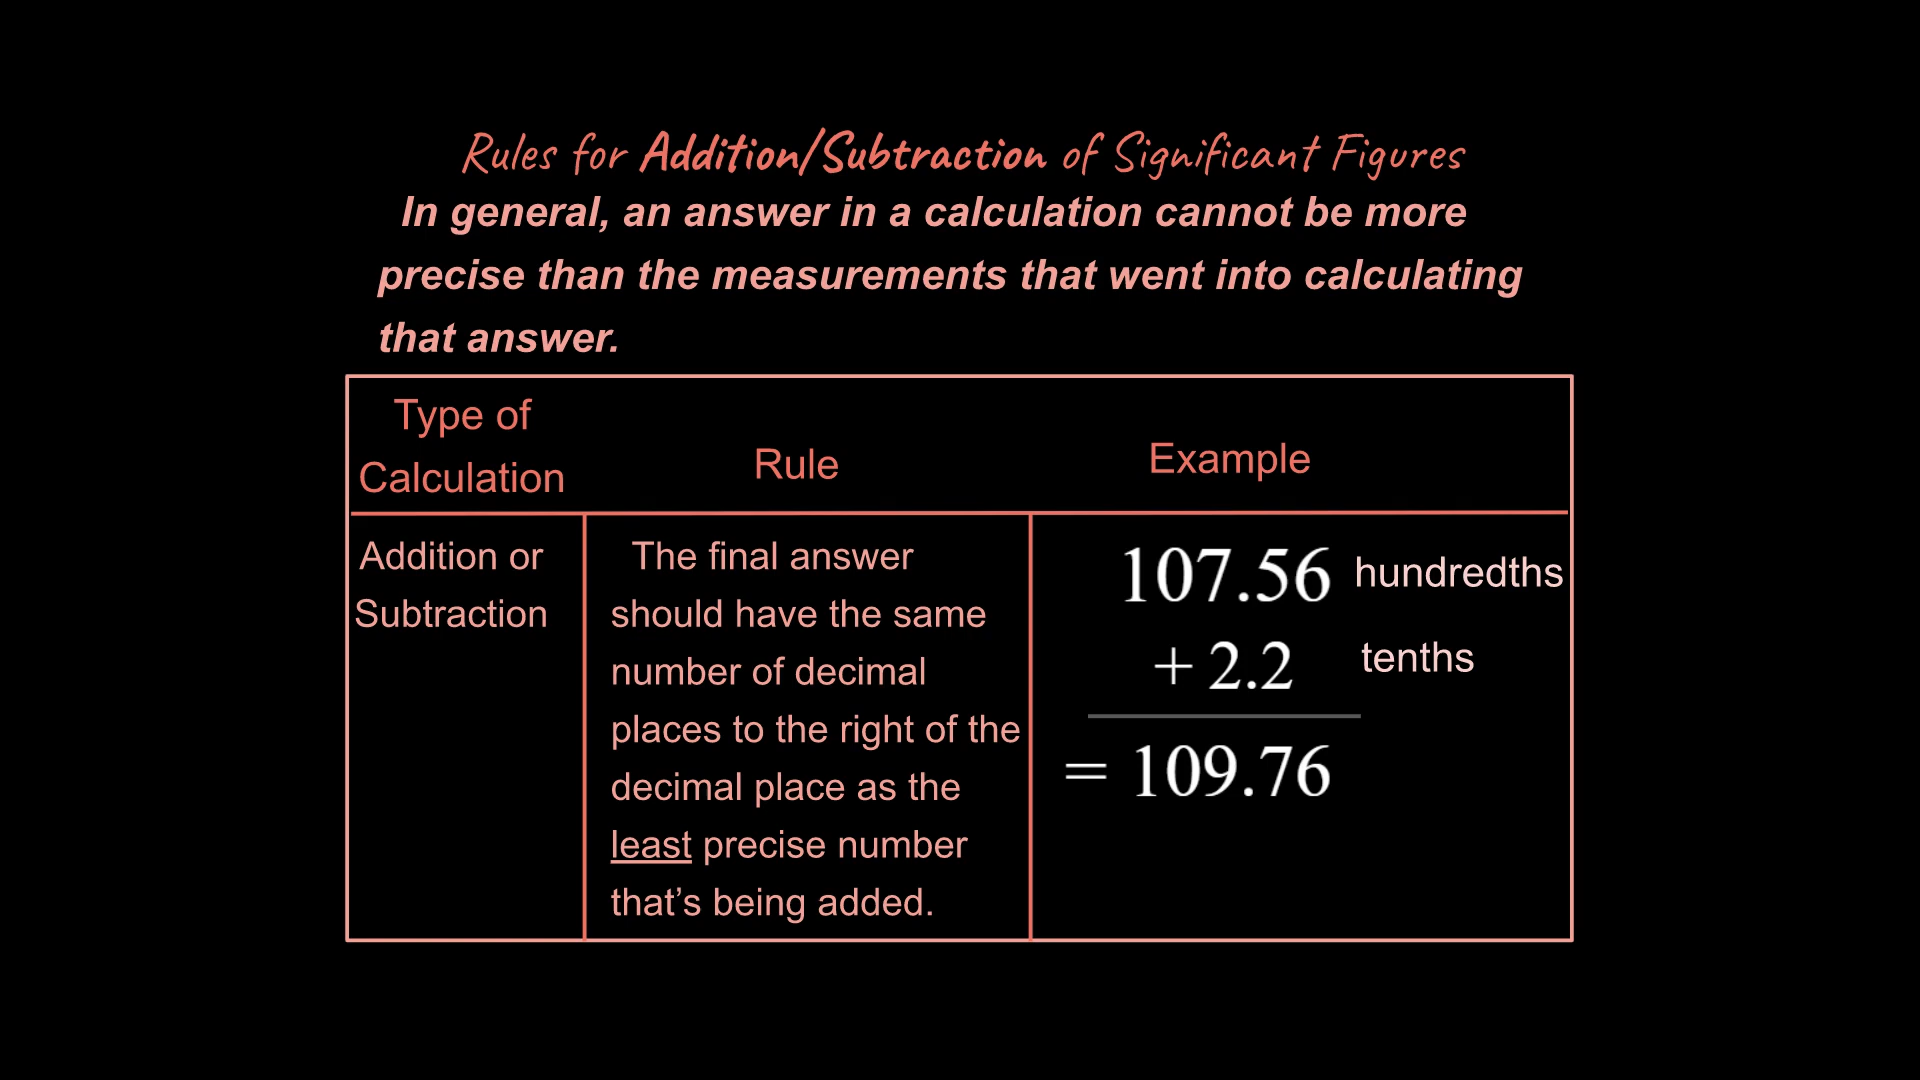 Rules for Addition/Subtraction of Significant Figures
In general, an answer in a calculation cannot be more
precise than the measurements that went into calculating
that answer.
Type of
Calculation
Rule
Example
Addition or
Subtraction
The final answer
should have the same
number of decimal
places to the right of the
decimal place as the
least precise number
that’s being added.
107.56 hundredths
+ 2.2 tenths
= 109.76